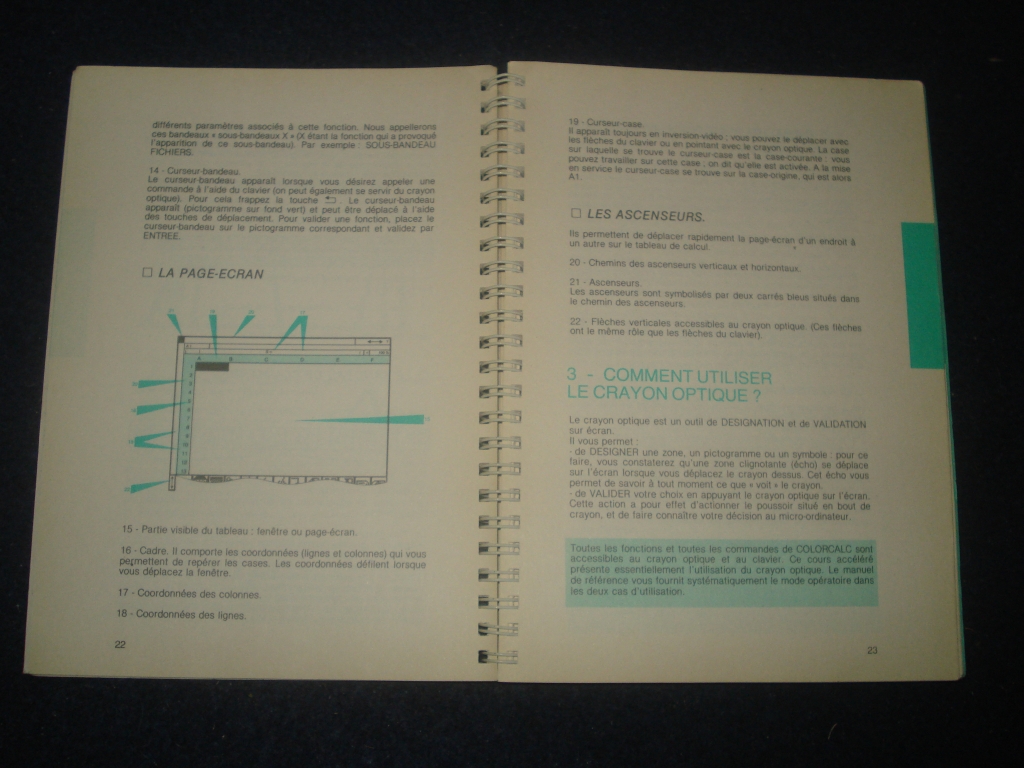 différents paramètres associés à cette fonction. Nous appellerons
ces bandeaux « sous-bandeaux X » (X étant la fonction qui a provoqué
l'apparition de ce sous-bandeau). Par exemple : SOUS-BANDEAU
FICHIERS.
14 - Curseur-bandeau.
Le curseur-bandeau apparaît lorsque vous désirez appeler une
commande à l'aide du clavier (on peut également se servir du crayon
optique). Pour cela frappez la touche . Le curseur-bandeau
apparaît (pictogramme sur fond vert) et peut être déplacé à l'aide
des touches de déplacement. Pour valider une fonction, placez le
curseur-bandeau sur le pictogramme correspondant et validez par
ENTREE.
LA PAGE-ECRAN
A B C D E F
15 - Partie visible du tableau : fenêtre ou page-écran.
16 - Cadre. Il comporte les coordonnées (lignes et colonnes) qui vous
permettent de repérer les cases. Les coordonnées défilent lorsque
vous déplacez la fenêtre.
17 - Coordonnées des colonnes.
18 - Coordonnées des lignes.
22
19 - Curseur-case.
Il apparaît toujours en inversion-vidéo ; vous pouvez le déplacer avec
les flèches du clavier ou en pointant avec le crayon optique. La case
sur laquelle se trouve le curseur-case est la case-courante : vous
pouvez travailler sur cette case ; on dit qu'elle est activée. A la mise
en service le curseur-case se trouve sur la case-origine, qui est alors
A1.
LES ASCENSEURS.
Ils permettent de déplacer rapidement la page-écran d'un endroit à
un autre sur le tableau de calcul.
20 - Chemins des ascenseurs verticaux et horizontaux.
21 - Ascenseurs.
Les ascenseurs sont symbolisés par deux carrés bleus situés dans
le chemin des ascenseurs.
22 - Flèches verticales accessibles au crayon optique. (Ces flèches
ont le même rôle que les flèches du clavier).
3 - COMMENT UTILISER
LE CRAYON OPTIQUE ?
Le crayon optique est un outil de DESIGNATION et de VALIDATION
sur écran.
Il vous permet :
- de DESIGNER une zone, un pictogramme ou un symbole : pour ce
faire, vous constaterez qu'une zone clignotante (écho) se déplace
sur l'écran lorsque vous déplacez le crayon dessus. Cet écho vous
permet de savoir à tout moment ce que « voit » le crayon.
- de VALIDER votre choix en appuyant le crayon optique sur l'écran.
Cette action a pour effet d'actionner le poussoir situé en bout de
crayon, et de faire connaître votre décision au micro-ordinateur.
Toutes les fonctions et toutes les commandes de COLORCALC sont
accessibles au crayon optique et au clavier. Ce cours accéléré
présente essentiellement l'utilisation du crayon optique. Le manuel
de référence vous fournit systématiquement le mode opératoire dans
les deux cas d'utilisation.
23